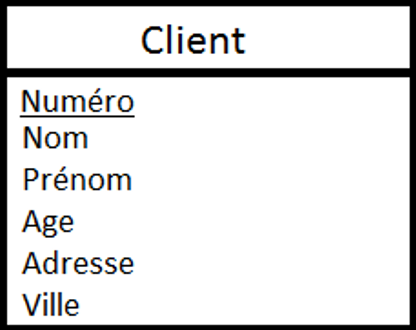 Client
Numéro
Nom
Prénom
Age
Adresse
Ville